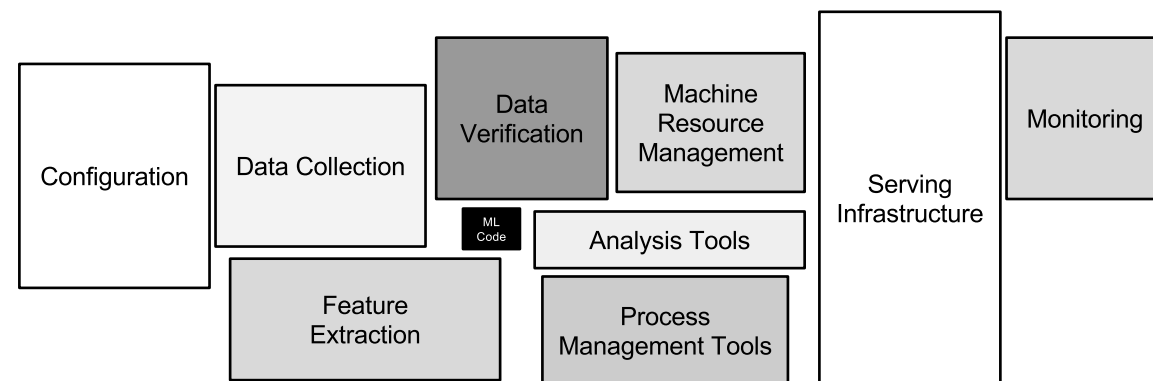 Configuration
Data Collection
Data
Verification
Machine
Resource
Management
Monitoring
Serving
Infrastructure
ML
Code
Analysis Tools
Feature
Extraction
Process
Management Tools